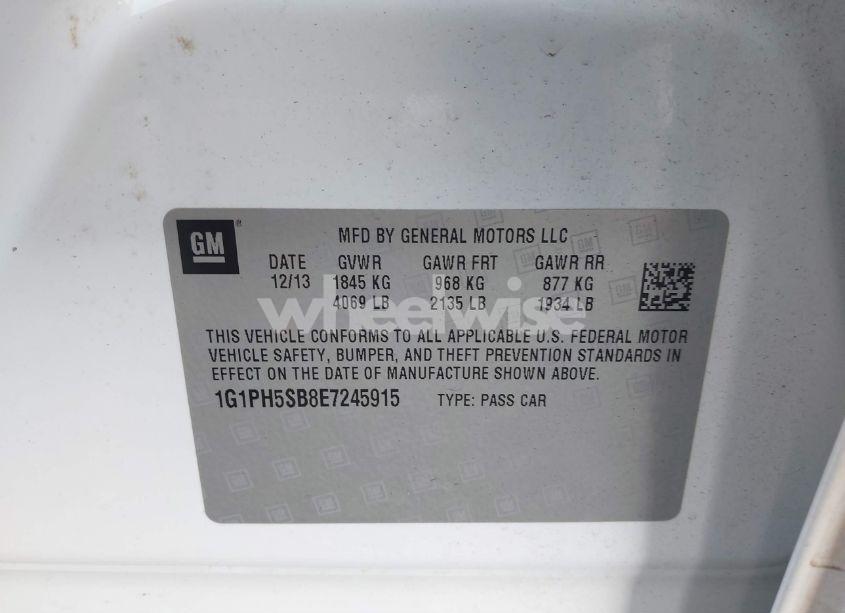 GM®
MFD BY GENERAL MOTORS LLC
DATE GVWR GAWR FRT GAWR RR
12/13 1845 KG 968 KG 877 KG
4069 LB 2135 LB 1934 LB
wheelwise
THIS VEHICLE CONFORMS TO ALL APPLICABLE U.S. FEDERAL MOTOR
VEHICLE SAFETY, BUMPER, AND THEFT PREVENTION STANDARDS IN
EFFECT ON THE DATE OF MANUFACTURE SHOWN ABOVE.
1G1PH5SB8E7245915 TYPE: PASS CAR